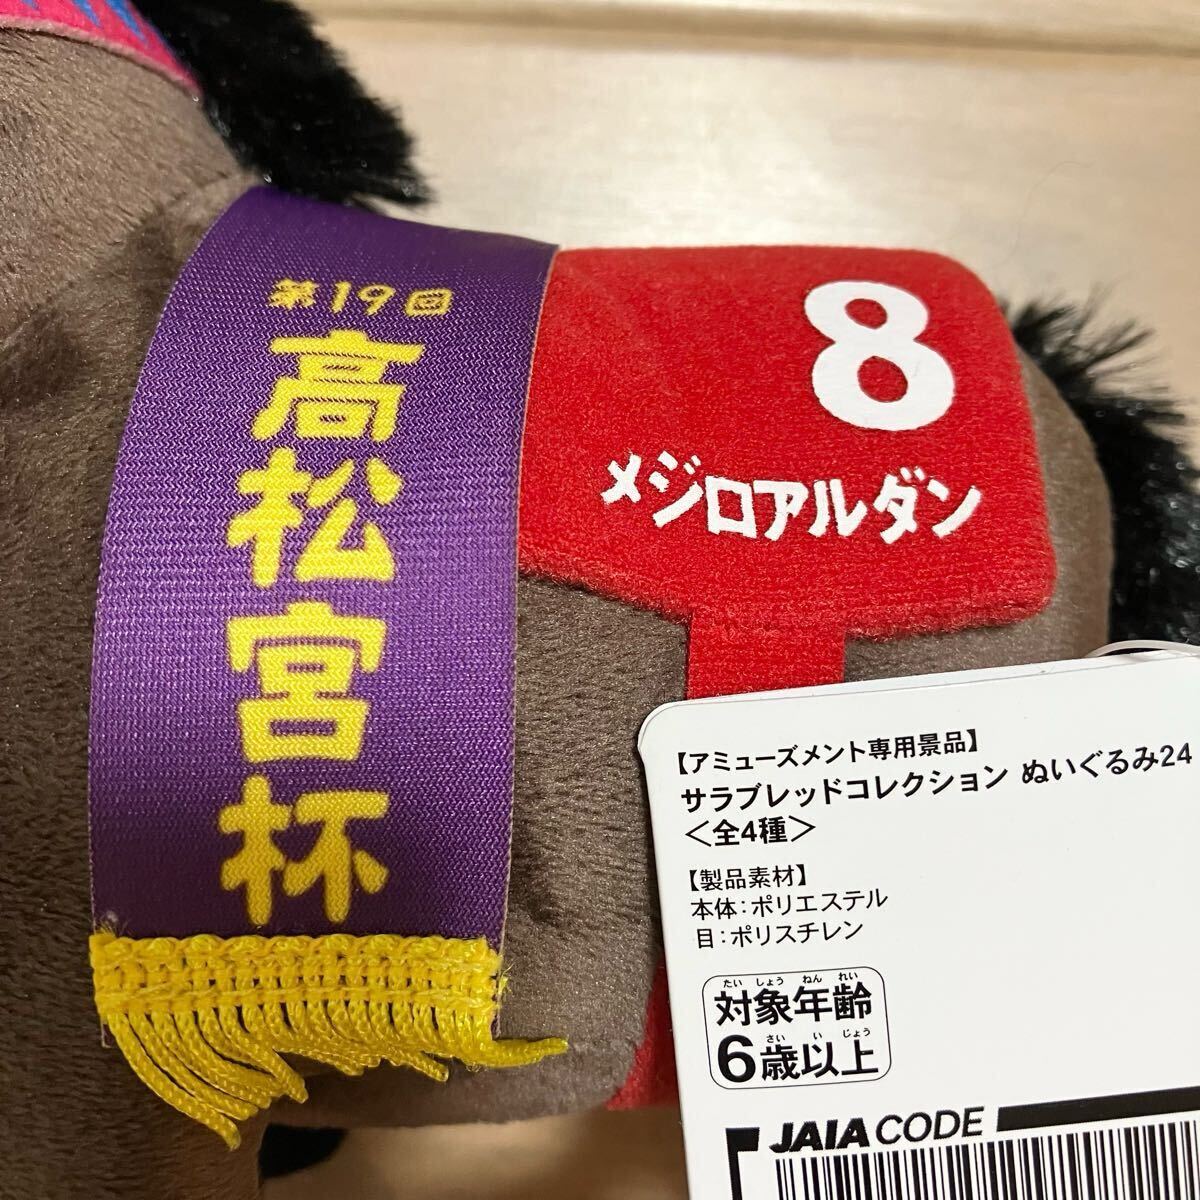 第19回
高松宮杯
8
メジロアルダン
【アミューズメント専用景品】
サラブレッドコレクション ぬいぐるみ24
＜全4種＞
【製品素材】
本体：ポリエステル
目：ポリスチレン
たいしょうねんれい
対象年齢
さいいじょう
6歳以上
JAIA CODE